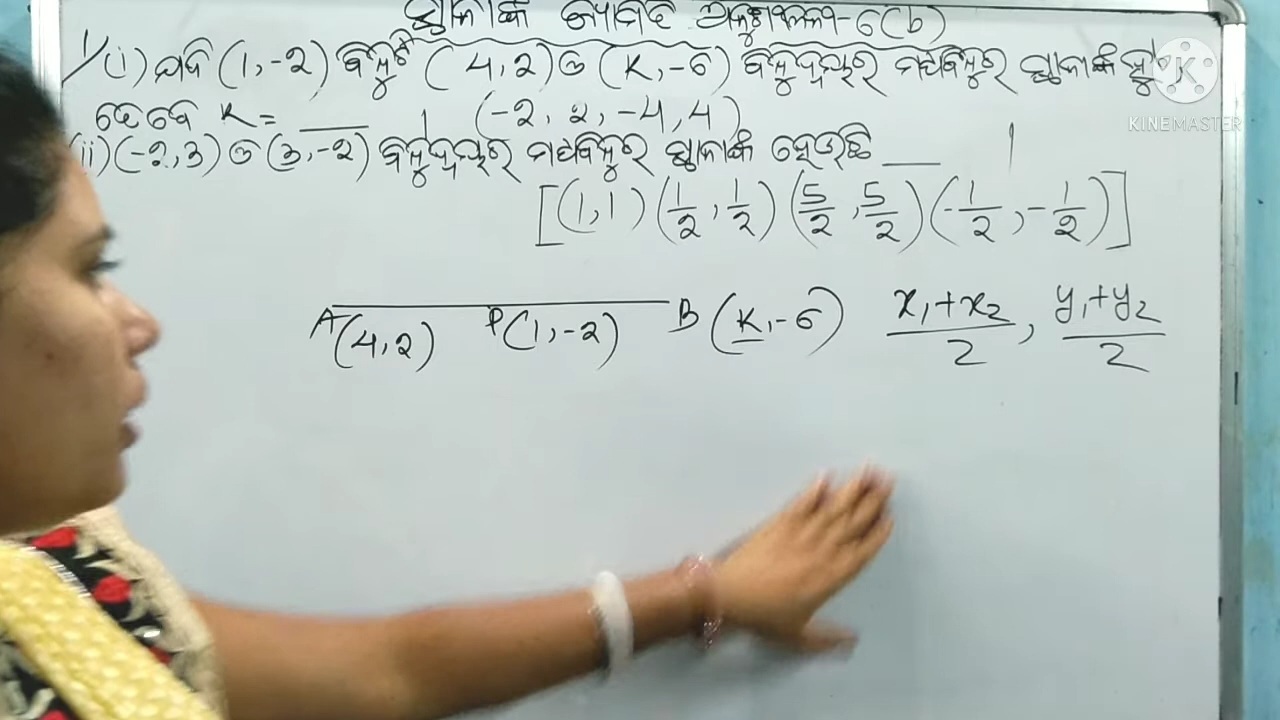 ସ୍ଥାନାଙ୍କ ଜ୍ୟାମିତି ଅନୁଶୀଳନୀ-6(b)
1/(i) ଯଦି (1,-2) ବିନ୍ଦୁଟି (4,2) ଓ (K,-6) ବିନ୍ଦୁଦ୍ୱୟର ମଧ୍ୟବିନ୍ଦୁର ସ୍ଥାନାଙ୍କ
ତେବେ K= ___ (-2, 2, -4, 4)
(ii) (-2,3) ଓ (3,-2) ବିନ୍ଦୁଦ୍ୱୟର ମଧ୍ୟବିନ୍ଦୁର ସ୍ଥାନାଙ୍କ ହେଉଛି ___
[(1,1) (1/2, 1/2) (5/2, 5/2) (-1/2, -1/2)]
A(4,2) P(1,-2) B(K,-6) x₁+x₂/2, y₁+y₂/2
KINEMASTER